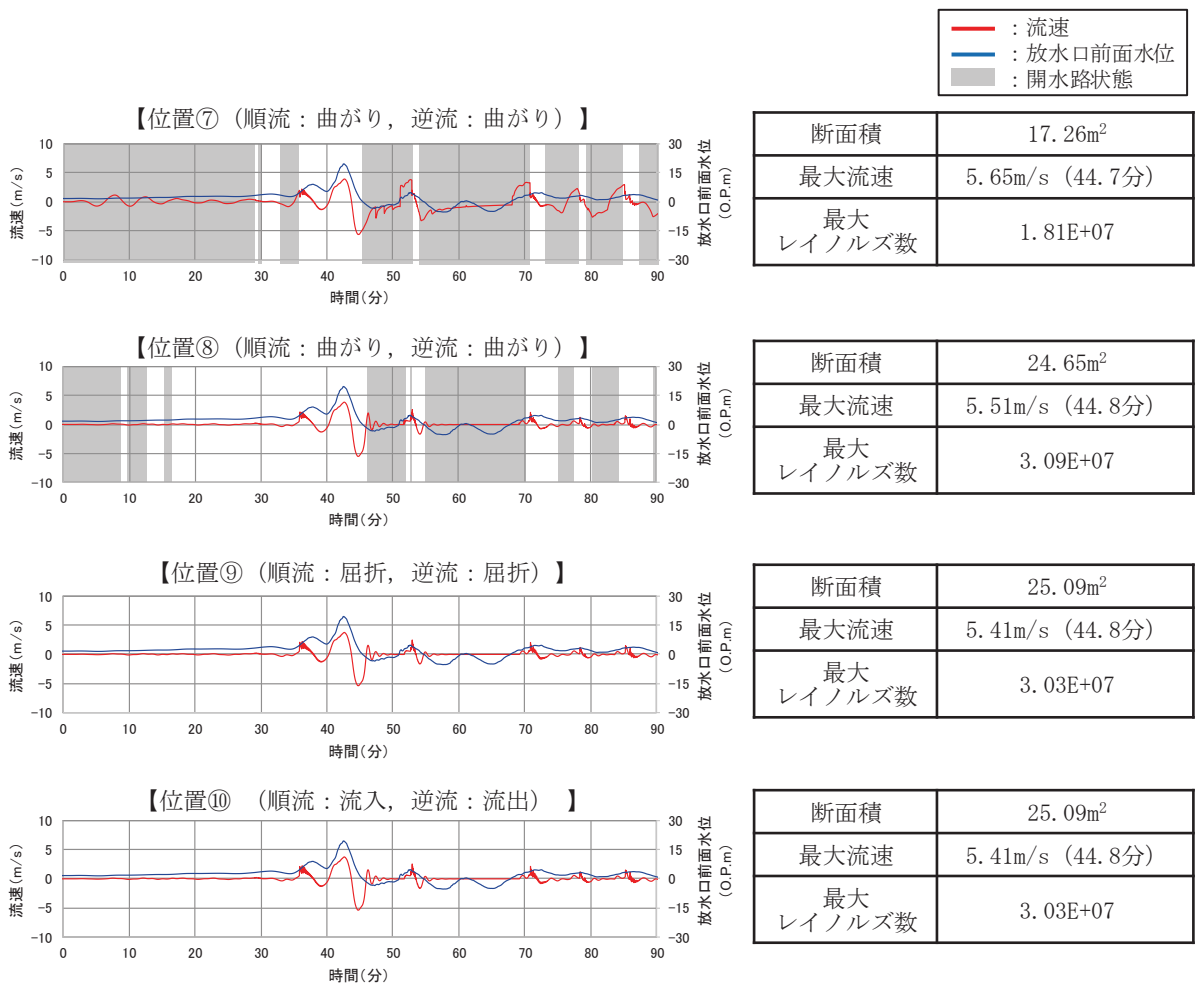 ：流速
：放水口前面水位
：開水路状態
【位置⑦（順流：曲がり，逆流：曲がり）】
10
5
0
−5
−10
流速(m/s)
30
15
0
−15
−30
放水口前面水位
(O.P.m)
0 10 20 30 40 50 60 70 80 90
時間(分)
断面積 17.26m²
最大流速 5.65m/s（44.7分）
最大
レイノルズ数 1.81E+07
【位置⑧（順流：曲がり，逆流：曲がり）】
10
5
0
−5
−10
流速(m/s)
30
15
0
−15
−30
放水口前面水位
(O.P.m)
0 10 20 30 40 50 60 70 80 90
時間(分)
断面積 24.65m²
最大流速 5.51m/s（44.8分）
最大
レイノルズ数 3.09E+07
【位置⑨（順流：屈折，逆流：屈折）】
10
5
0
−5
−10
流速(m/s)
30
15
0
−15
−30
放水口前面水位
(O.P.m)
0 10 20 30 40 50 60 70 80 90
時間(分)
断面積 25.09m²
最大流速 5.41m/s（44.8分）
最大
レイノルズ数 3.03E+07
【位置⑩ （順流：流入，逆流：流出） 】
10
5
0
−5
−10
流速(m/s)
30
15
0
−15
−30
放水口前面水位
(O.P.m)
0 10 20 30 40 50 60 70 80 90
時間(分)
断面積 25.09m²
最大流速 5.41m/s（44.8分）
最大
レイノルズ数 3.03E+07